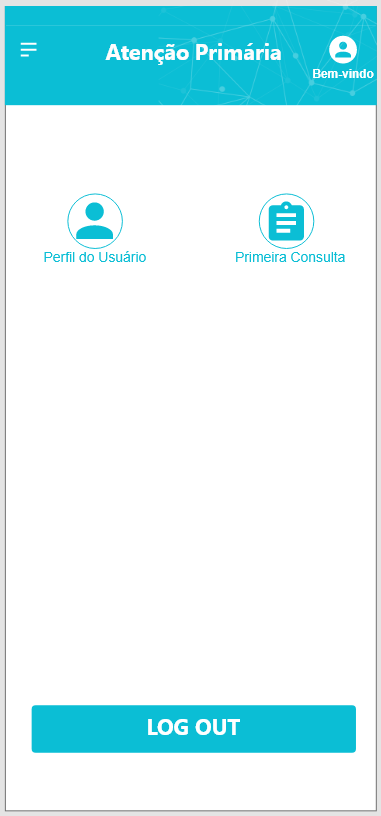 Atenção Primária
Bem-vindo
Perfil do Usuário
Primeira Consulta
LOG OUT